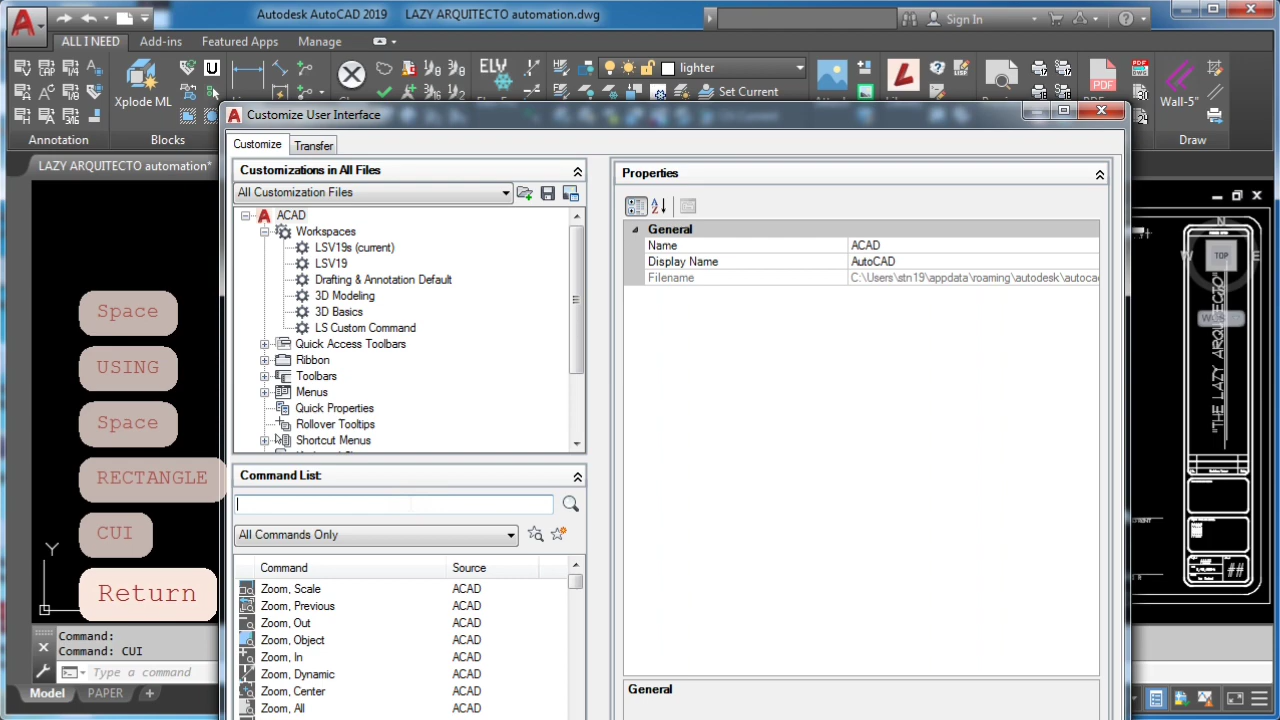 Autodesk AutoCAD 2019 LAZY ARQUITECTO automation.dwg
Sign In
ALL I NEED Add-ins Featured Apps Manage
Xplode ML
ELV
lighter
Set Current
Wall-5"
Annotation Blocks Draw
LAZY ARQUITECTO automation*
Customize User Interface
Customize Transfer
Customizations in All Files
All Customization Files
ACAD
Workspaces
LSV19s (current)
LSV19
Drafting & Annotation Default
3D Modeling
3D Basics
LS Custom Command
Quick Access Toolbars
Ribbon
Toolbars
Menus
Quick Properties
Rollover Tooltips
Shortcut Menus
Command List:
All Commands Only
Command Source
Zoom, Scale ACAD
Zoom, Previous ACAD
Zoom, Out ACAD
Zoom, Object ACAD
Zoom, In ACAD
Zoom, Dynamic ACAD
Zoom, Center ACAD
Zoom, All ACAD
Properties
General
Name ACAD
Display Name AutoCAD
Filename C:\Users\stn19\appdata\roaming\autodesk\autoca
General
Space
USING
Space
RECTANGLE
CUI
Return
Y
Command:
Command: CUI
Type a command
Model PAPER
N
W TOP E
"THE LAZY ARQUITECTO"
##